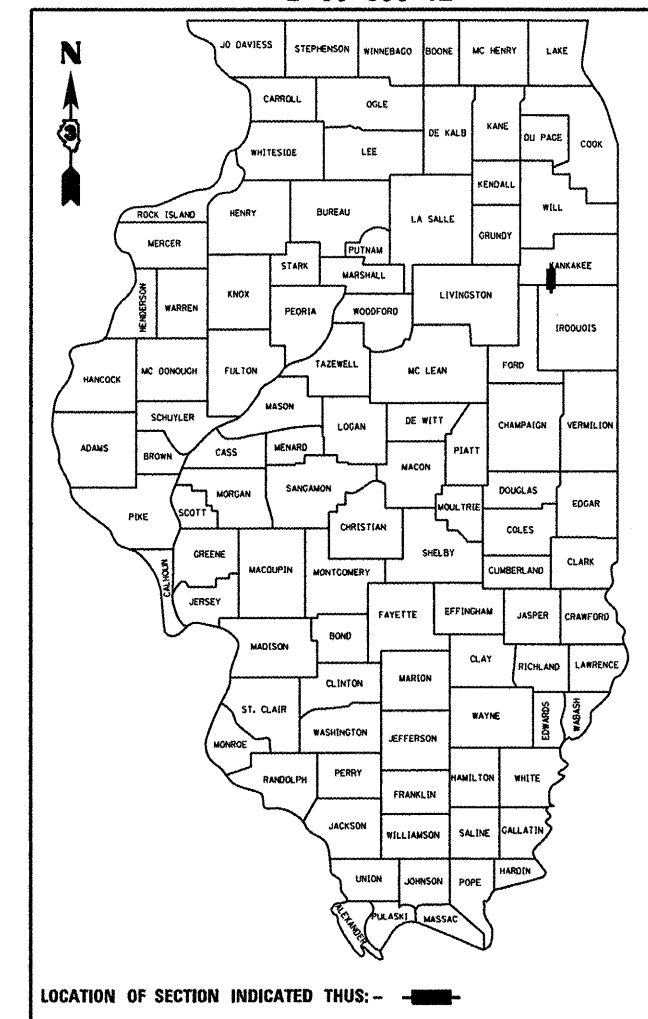 JO DAVIESS STEPHENSON WINNEBAGO BOONE MC HENRY LAKE
N
CARROLL OGLE
3
DE KALB KANE DU PAGE COOK
WHITESIDE LEE
KENDALL
ROCK ISLAND HENRY BUREAU LA SALLE WILL
MERCER PUTNAM GRUNDY
STARK MARSHALL KANKAKEE
HENDERSON WARREN KNOX PEORIA WOODFORD LIVINGSTON
IROQUOIS
HANCOCK MC DONOUGH FULTON TAZEWELL MC LEAN FORD
MASON
SCHUYLER LOGAN DE WITT CHAMPAIGN VERMILION
ADAMS BROWN CASS MENARD PIATT
MACON
MORGAN SANGAMON DOUGLAS
PIKE SCOTT CHRISTIAN MOULTRIE EDGAR
COLES
GREENE MACOUPIN MONTGOMERY SHELBY
CALHOUN CUMBERLAND CLARK
JERSEY FAYETTE EFFINGHAM JASPER CRAWFORD
MADISON BOND
CLAY RICHLAND LAWRENCE
CLINTON MARION
ST. CLAIR WAYNE EDWARDS WABASH
WASHINGTON JEFFERSON
MONROE
RANDOLPH PERRY HAMILTON WHITE
FRANKLIN
JACKSON WILLIAMSON SALINE GALLATIN
UNION JOHNSON POPE HARDIN
ALEXANDER PULASKI MASSAC
LOCATION OF SECTION INDICATED THUS: -